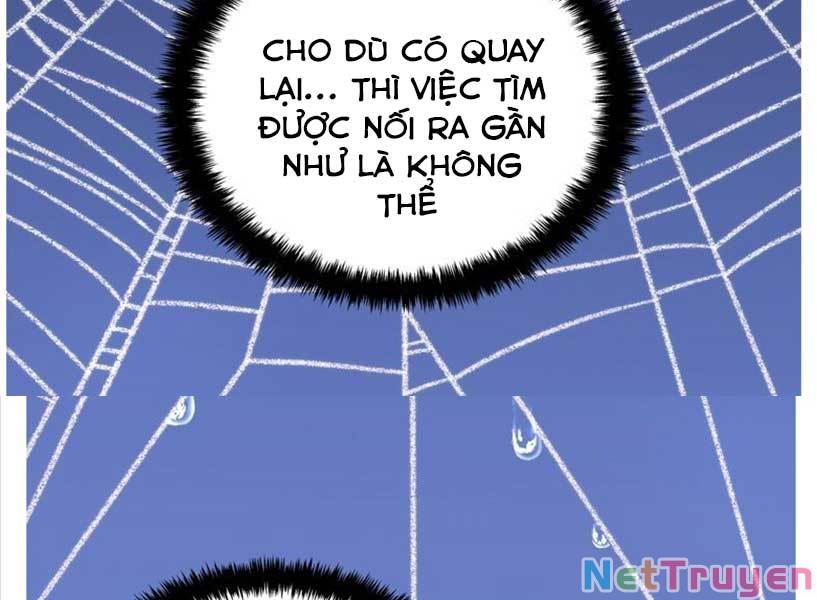 CHO DÙ CÓ QUAY
LẠI... THÌ VIỆC TÌM
ĐƯỢC NỐI RA GẦN
NHƯ LÀ KHÔNG
THỂ
NetTruyen